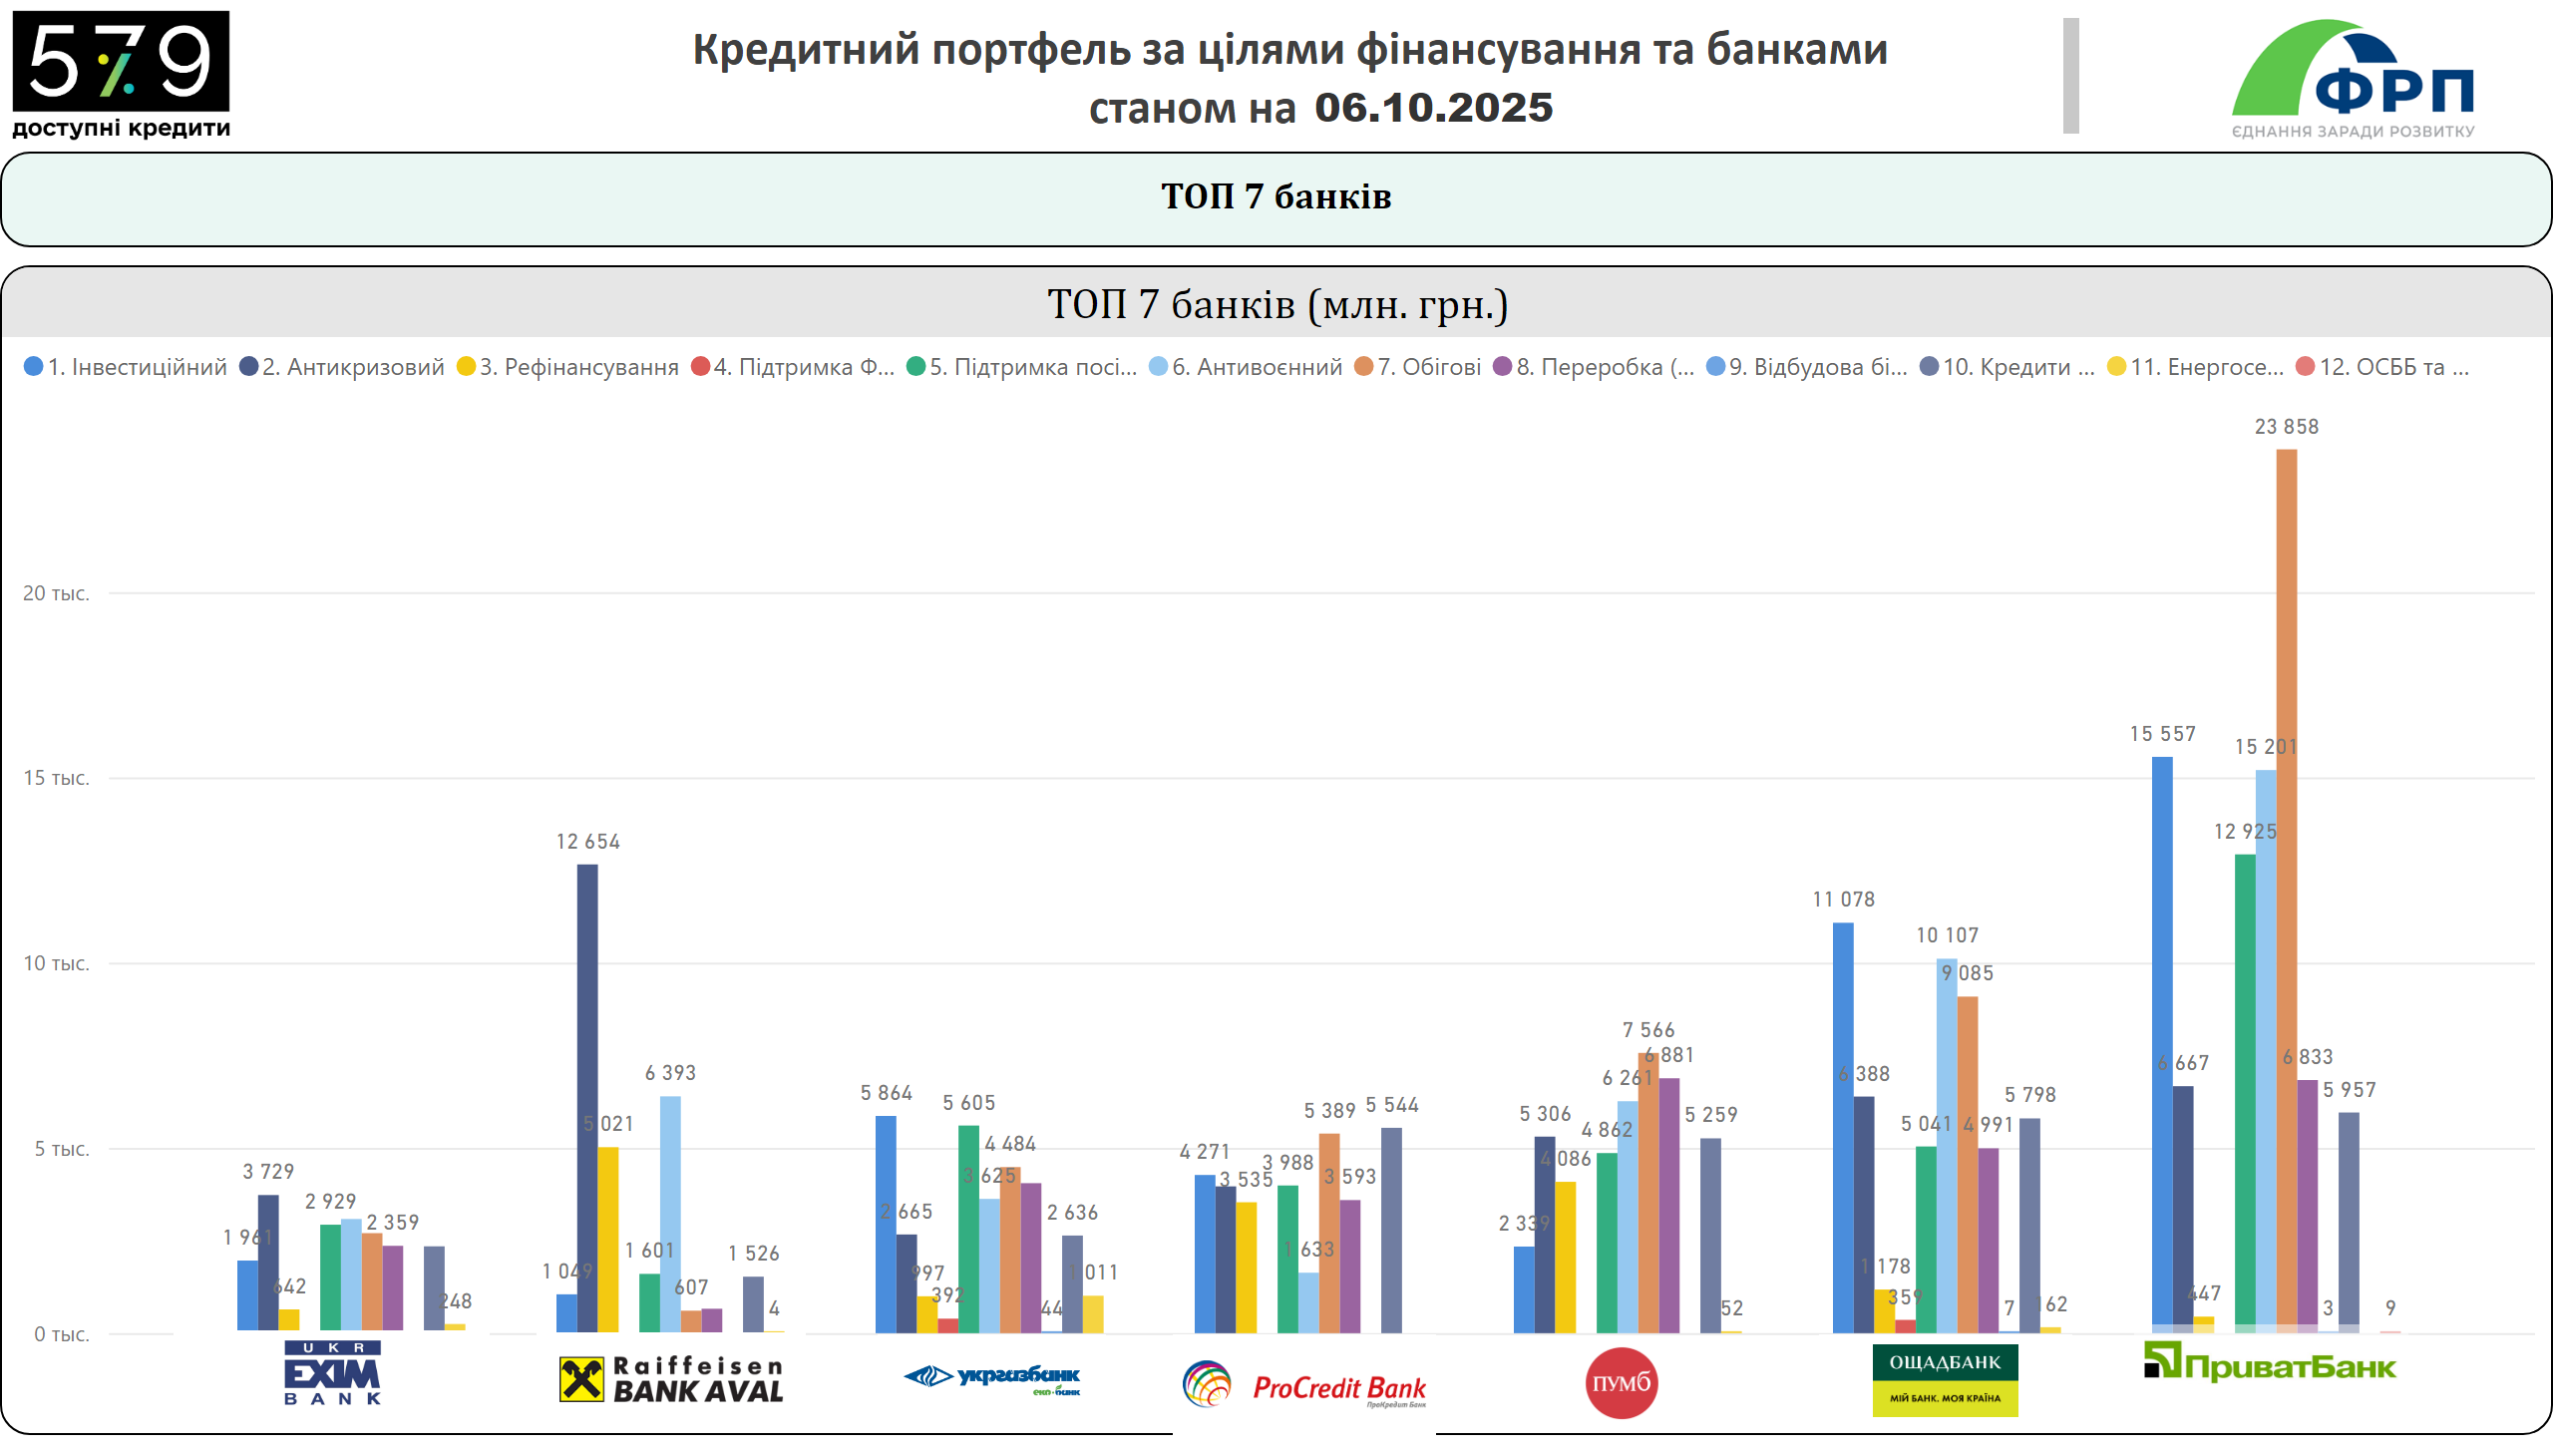 579
доступні кредити
Кредитний портфель за цілями фінансування та банками
станом на 06.10.2025
ФРП
ЄДНАННЯ ЗАРАДИ РОЗВИТКУ
ТОП 7 банків
ТОП 7 банків (млн. грн.)
1. Інвестиційний 2. Антикризовий 3. Рефінансування 4. Підтримка Ф... 5. Підтримка посі... 6. Антивоєнний 7. Обігові 8. Переробка (... 9. Відбудова бі... 10. Кредити ... 11. Енергосе... 12. ОСББ та ...
20 тыс.
15 тыс.
10 тыс.
5 тыс.
0 тыс.
1 961
3 729
642
2 929
2 359
248
1 049
12 654
5 021
1 601
6 393
607
1 526
4
5 864
2 665
997
392
5 605
3 625
4 484
44
2 636
1 011
4 271
3 535
3 988
1 633
5 389
3 593
5 544
2 339
5 306
4 086
4 862
6 261
7 566
6 881
5 259
52
11 078
6 388
1 178
359
5 041
10 107
9 085
4 991
7
5 798
162
15 557
6 667
447
12 925
15 201
23 858
6 833
3
5 957
9
UKR
EXIM
BANK
Raiffeisen
BANK AVAL
укргазбанк
еко-банк
ProCredit Bank
ПроКредит Банк
ПУМБ
ОЩАДБАНК
МІЙ БАНК. МОЯ КРАЇНА
ПриватБанк